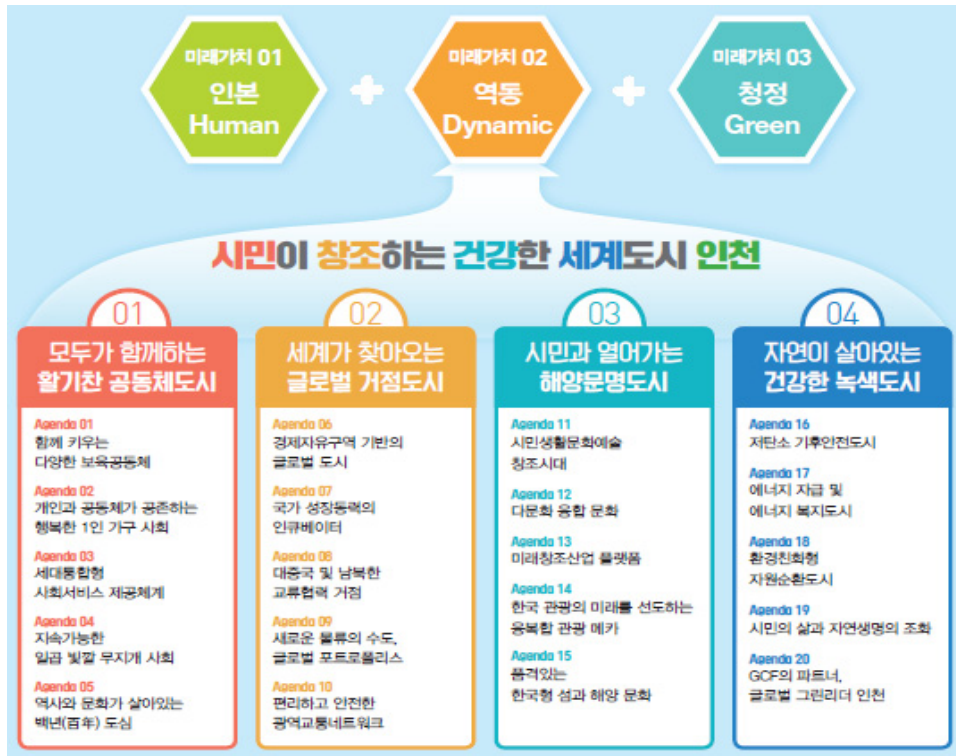 미래가치 01
인본
Human
미래가치 02
역동
Dynamic
미래가치 03
청정
Green
시민이 창조하는 건강한 세계도시 인천
01
모두가 함께하는
활기찬 공동체도시
Agenda 01
함께 키우는
다양한 보육공동체
Agenda 02
개인과 공동체가 공존하는
행복한 1인 가구 사회
Agenda 03
세대통합형
사회서비스 제공체계
Agenda 04
지속가능한
일곱 빛깔 무지개 사회
Agenda 05
역사와 문화가 살아있는
백년(百年) 도심
02
세계가 찾아오는
글로벌 거점도시
Agenda 06
경제자유구역 기반의
글로벌 도시
Agenda 07
국가 성장동력의
인큐베이터
Agenda 08
대중국 및 남북한
교류협력 거점
Agenda 09
새로운 물류의 수도,
글로벌 포트로폴리스
Agenda 10
편리하고 안전한
광역교통네트워크
03
시민과 열어가는
해양문명도시
Agenda 11
시민생활문화예술
창조시대
Agenda 12
다문화 융합 문화
Agenda 13
미래창조산업 플랫폼
Agenda 14
한국 관광의 미래를 선도하는
융복합 관광 메카
Agenda 15
품격있는
한국형 섬과 해양 문화
04
자연이 살아있는
건강한 녹색도시
Agenda 16
저탄소 기후안전도시
Agenda 17
에너지 자급 및
에너지 복지도시
Agenda 18
환경친화형
자원순환도시
Agenda 19
시민의 삶과 자연생명의 조화
Agenda 20
GCF의 파트너,
글로벌 그린리더 인천